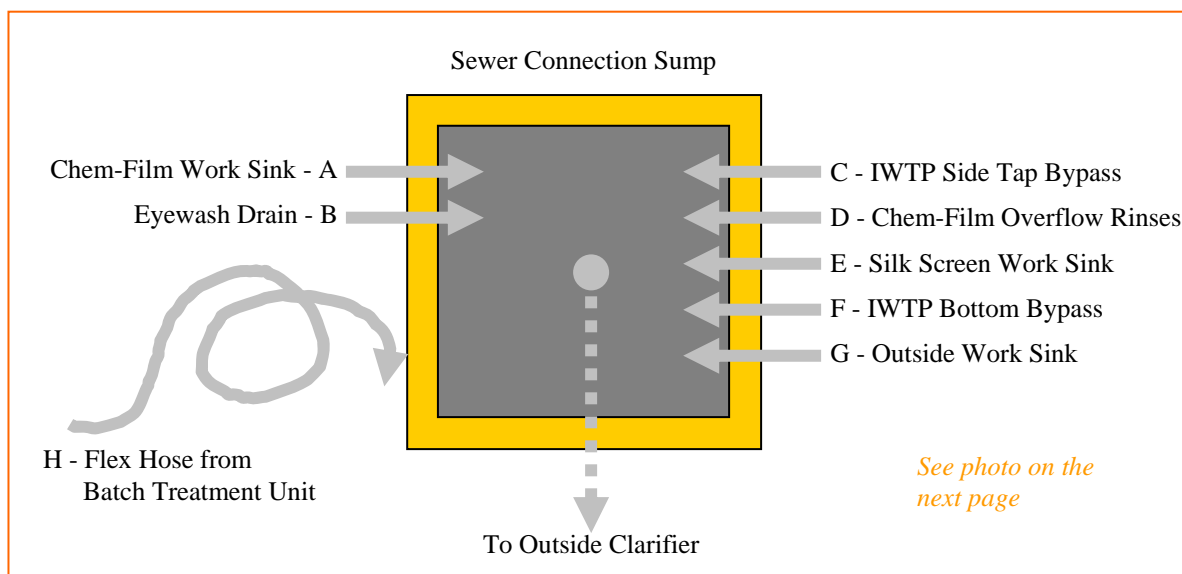 Sewer Connection Sump
Chem-Film Work Sink - A
Eyewash Drain - B
C - IWTP Side Tap Bypass
D - Chem-Film Overflow Rinses
E - Silk Screen Work Sink
F - IWTP Bottom Bypass
G - Outside Work Sink
H - Flex Hose from
Batch Treatment Unit
See photo on the
next page
To Outside Clarifier